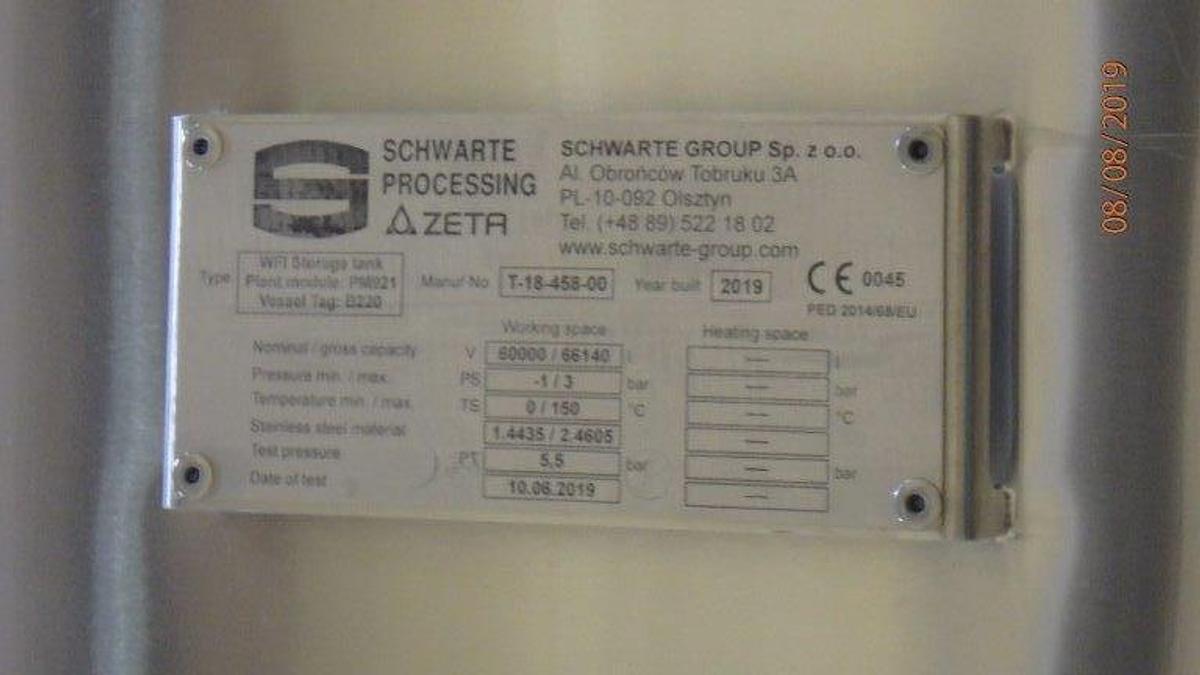 SCHWARTE
PROCESSING
ZETA
SCHWARTE GROUP Sp. z o.o.
Al. Obrońców Tobruku 3A
PL-10-092 Olsztyn
Tel. (+48 89) 522 18 02
www.schwarte-group.com
Type WFI Storage tank
Plant module: PM921
Vessel Tag: B220
Manuf-No. T-18-458-00 Year built 2019 CE 0045
PED 2014/68/EU
Working space Heating space
Nominal / gross capacity V 60000 / 66140 l — l
Pressure min. / max. PS -1 / 3 bar — bar
Temperature min. / max. TS 0 / 150 °C — °C
Stainless steel material 1.4435 / 2.4605 —
Test pressure PT 5,5 bar — bar
Date of test 10.06.2019 —
08/08/2019